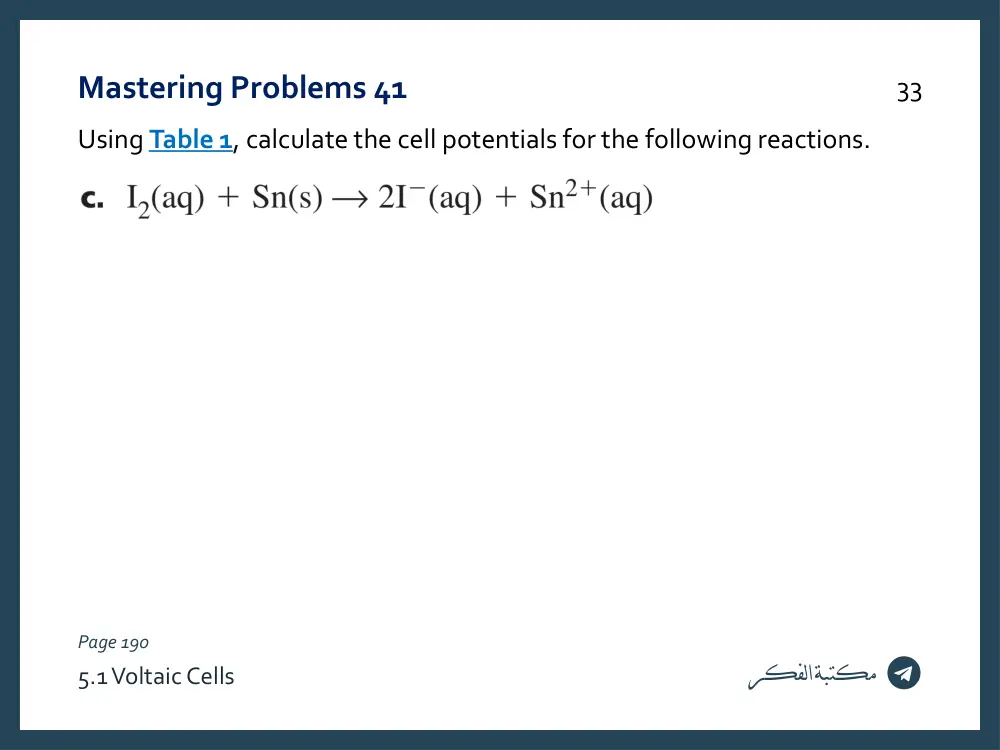 Mastering Problems 41
33
Using Table 1, calculate the cell potentials for the following reactions.
c. I₂(aq) + Sn(s) → 2I⁻(aq) + Sn²⁺(aq)
Page 190
5.1 Voltaic Cells
مكتبة الفكر